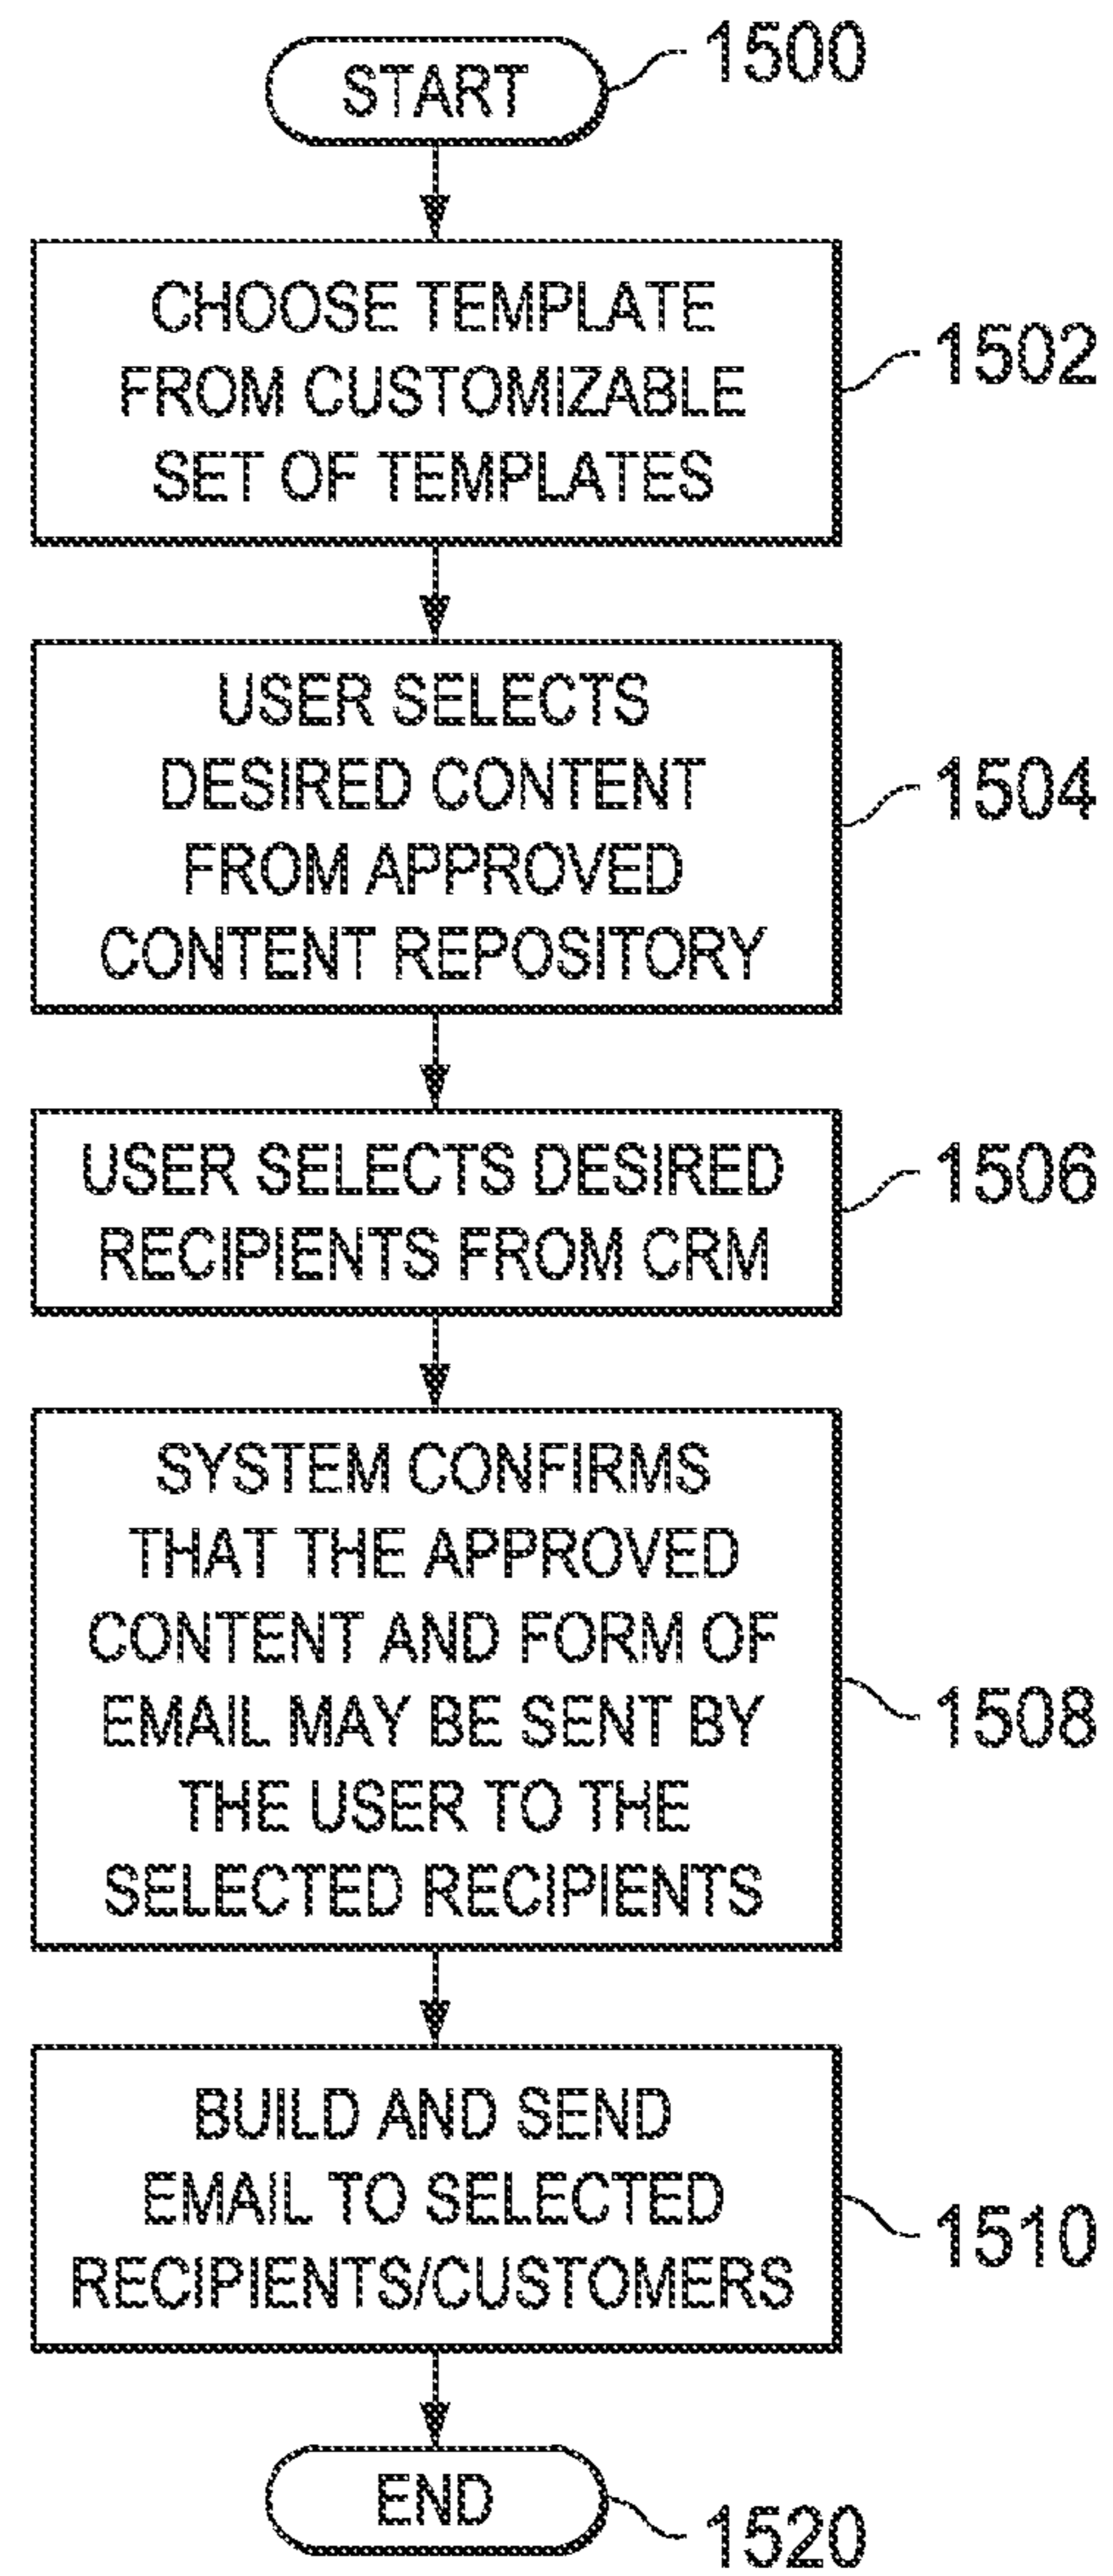 START
1500
CHOOSE TEMPLATE
FROM CUSTOMIZABLE
SET OF TEMPLATES
1502
USER SELECTS
DESIRED CONTENT
FROM APPROVED
CONTENT REPOSITORY
1504
USER SELECTS DESIRED
RECIPIENTS FROM CRM
1506
SYSTEM CONFIRMS
THAT THE APPROVED
CONTENT AND FORM OF
EMAIL MAY BE SENT BY
THE USER TO THE
SELECTED RECIPIENTS
1508
BUILD AND SEND
EMAIL TO SELECTED
RECIPIENTS/CUSTOMERS
1510
END
1520